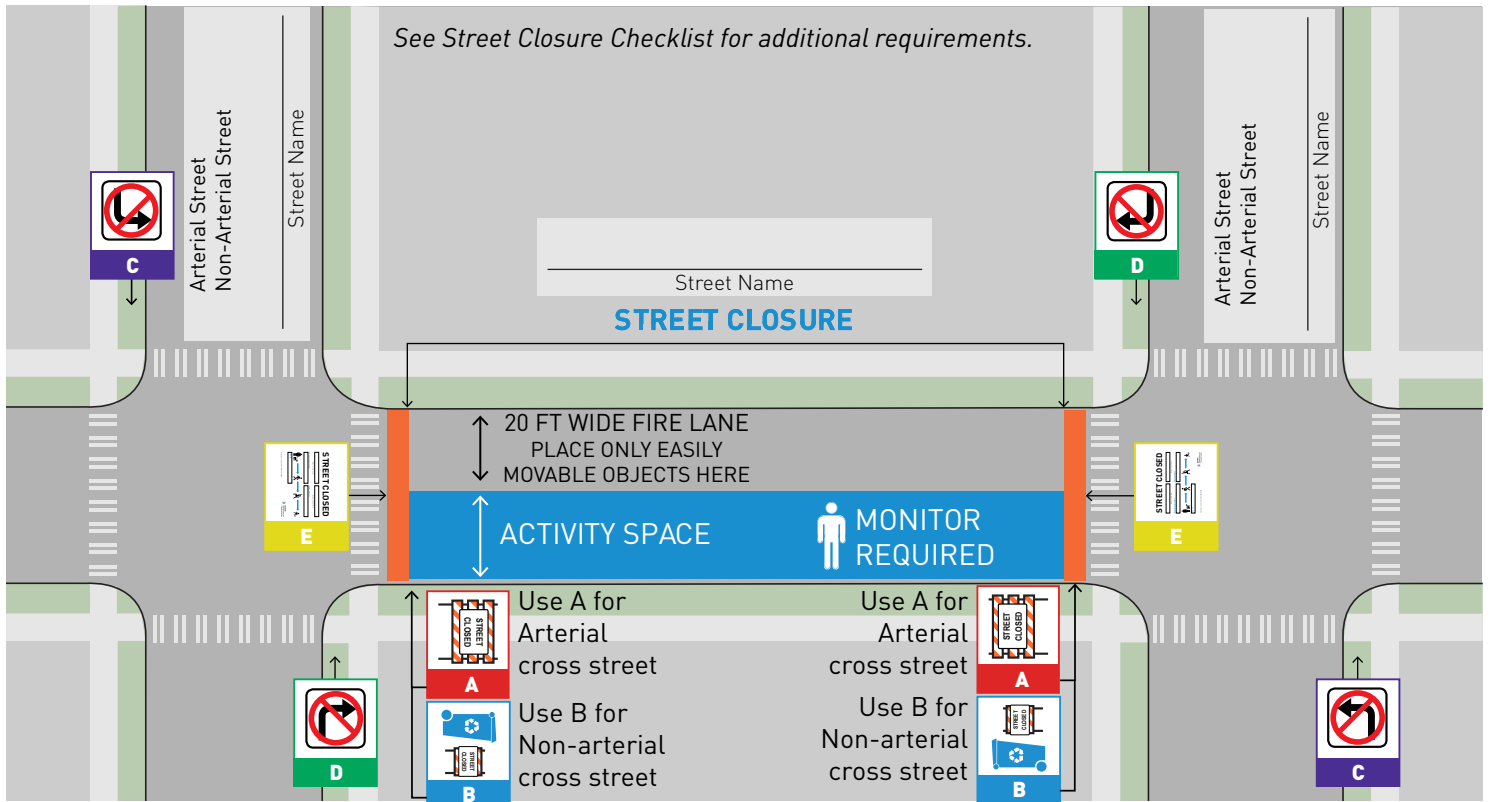 See Street Closure Checklist for additional requirements.
Arterial Street
Non-Arterial Street
Street Name
Arterial Street
Non-Arterial Street
Street Name
C
D
Street Name
STREET CLOSURE
20 FT WIDE FIRE LANE
PLACE ONLY EASILY
MOVABLE OBJECTS HERE
STREET CLOSED
E
STREET CLOSED
E
ACTIVITY SPACE
MONITOR
REQUIRED
STREET
CLOSED
A
Use A for
Arterial
cross street
Use A for
Arterial
cross street
STREET
CLOSED
A
D
STREET
CLOSED
B
Use B for
Non-arterial
cross street
Use B for
Non-arterial
cross street
STREET
CLOSED
B
C